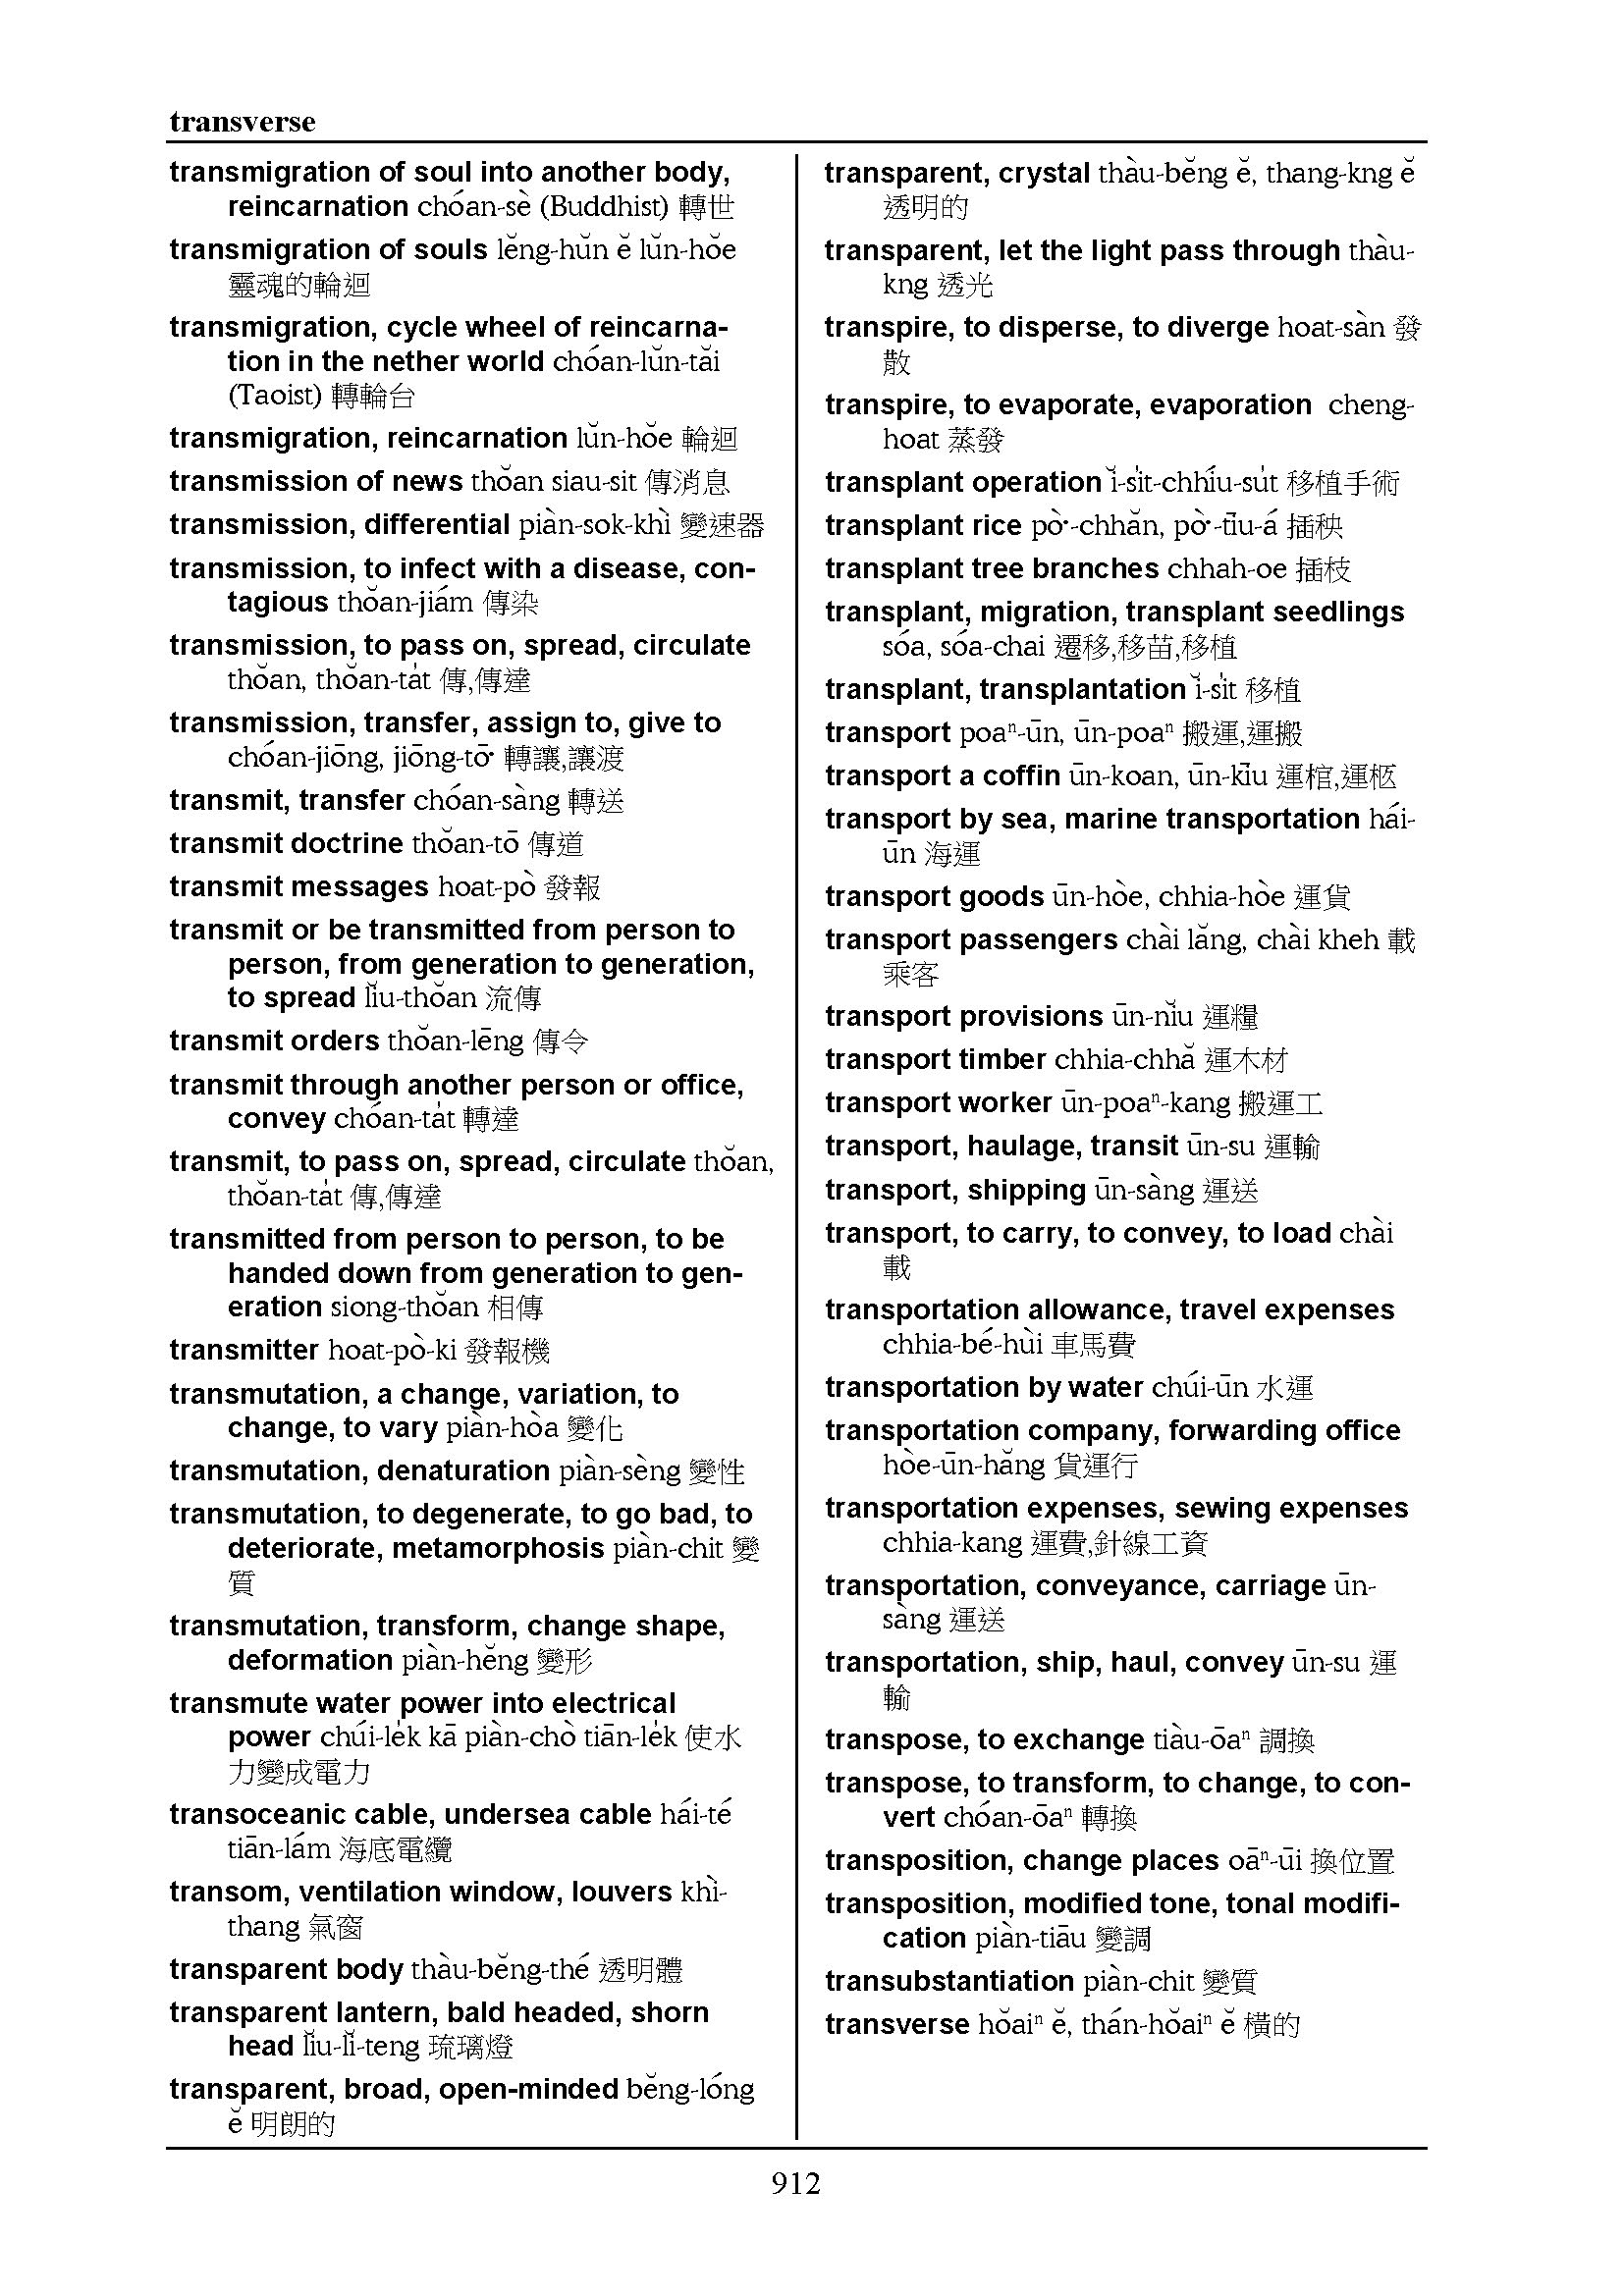 transverse
transmigration of soul into another body,
reincarnation chóan-sè (Buddhist) 轉世
transmigration of souls lĕng-hŭn ĕ lŭn-hŏe
靈魂的輪迴
transmigration, cycle wheel of reincarna-
tion in the nether world chóan-lŭn-tăi
(Taoist) 轉輪台
transmigration, reincarnation lŭn-hŏe 輪迴
transmission of news thŏan siau-sit 傳消息
transmission, differential piàn-sok-khì 變速器
transmission, to infect with a disease, con-
tagious thŏan-jiám 傳染
transmission, to pass on, spread, circulate
thŏan, thŏan-ta̍t 傳,傳達
transmission, transfer, assign to, give to
chóan-jiōng, jiōng-tō͘ 轉讓,讓渡
transmit, transfer chóan-sàng 轉送
transmit doctrine thŏan-tō 傳道
transmit messages hoat-pò 發報
transmit or be transmitted from person to
person, from generation to generation,
to spread lĭu-thŏan 流傳
transmit orders thŏan-lēng 傳令
transmit through another person or office,
convey chóan-ta̍t 轉達
transmit, to pass on, spread, circulate thŏan,
thŏan-ta̍t 傳,傳達
transmitted from person to person, to be
handed down from generation to gen-
eration siong-thŏan 相傳
transmitter hoat-pò-ki 發報機
transmutation, a change, variation, to
change, to vary piàn-hòa 變化
transmutation, denaturation piàn-sèng 變性
transmutation, to degenerate, to go bad, to
deteriorate, metamorphosis piàn-chit 變
質
transmutation, transform, change shape,
deformation piàn-hĕng 變形
transmute water power into electrical
power chúi-le̍k kā piàn-chò tiān-le̍k 使水
力變成電力
transoceanic cable, undersea cable hái-té
tiān-lám 海底電纜
transom, ventilation window, louvers khì-
thang 氣窗
transparent body thàu-bĕng-thé 透明體
transparent lantern, bald headed, shorn
head lĭu-lĭ-teng 琉璃燈
transparent, broad, open-minded bĕng-lóng
ĕ 明朗的
transparent, crystal thàu-bĕng ĕ, thang-kng ĕ
透明的
transparent, let the light pass through thàu-
kng 透光
transpire, to disperse, to diverge hoat-sàn 發
散
transpire, to evaporate, evaporation cheng-
hoat 蒸發
transplant operation ĭ-si̍t-chhíu-su̍t 移植手術
transplant rice pò͘-chhăn, pò͘-tīu-á 插秧
transplant tree branches chhah-oe 插枝
transplant, migration, transplant seedlings
sóa, sóa-chai 遷移,移苗,移植
transplant, transplantation ĭ-si̍t 移植
transport poaⁿ-ūn, ūn-poaⁿ 搬運,運搬
transport a coffin ūn-koan, ūn-kīu 運棺,運柩
transport by sea, marine transportation hái-
ūn 海運
transport goods ūn-hòe, chhia-hòe 運貨
transport passengers chài lăng, chài kheh 載
乘客
transport provisions ūn-nĭu 運糧
transport timber chhia-chhă 運木材
transport worker ūn-poaⁿ-kang 搬運工
transport, haulage, transit ūn-su 運輸
transport, shipping ūn-sàng 運送
transport, to carry, to convey, to load chài
載
transportation allowance, travel expenses
chhia-bé-hùi 車馬費
transportation by water chúi-ūn 水運
transportation company, forwarding office
hòe-ūn-hăng 貨運行
transportation expenses, sewing expenses
chhia-kang 運費,針線工資
transportation, conveyance, carriage ūn-
sàng 運送
transportation, ship, haul, convey ūn-su 運
輸
transpose, to exchange tiàu-ōaⁿ 調換
transpose, to transform, to change, to con-
vert chóan-ōaⁿ 轉換
transposition, change places oāⁿ-ūi 換位置
transposition, modified tone, tonal modifi-
cation piàn-tiāu 變調
transubstantiation piàn-chit 變質
transverse hŏaiⁿ ĕ, thán-hŏaiⁿ ĕ 橫的
912